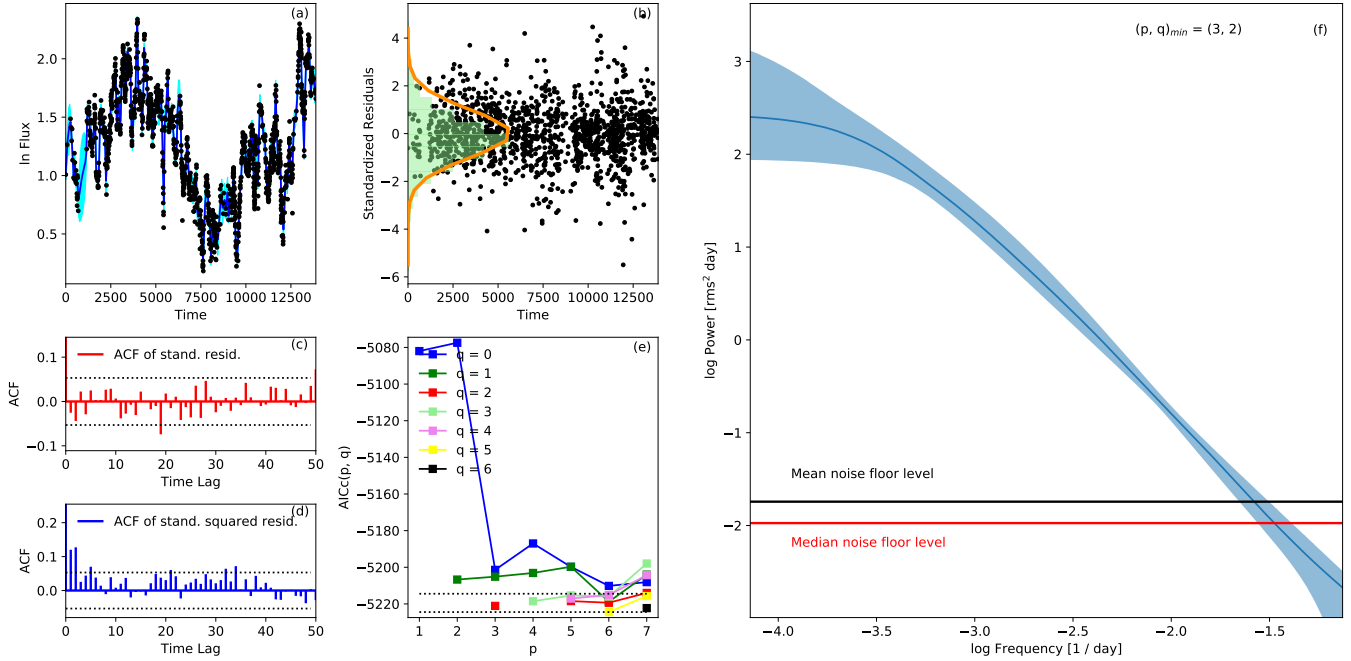 (a)
2.0
1.5
1.0
0.5
ln Flux
0 2500 5000 7500 10000 12500
Time
(b)
4
2
0
−2
−4
−6
Standardized Residuals
0 2500 5000 7500 10000 12500
Time
(c)
ACF of stand. resid.
0.1
0.0
−0.1
ACF
0 10 20 30 40 50
Time Lag
(d)
ACF of stand. squared resid.
0.2
0.1
0.0
ACF
0 10 20 30 40 50
Time Lag
(e)
−5080
−5100
−5120
−5140
−5160
−5180
−5200
−5220
AICc(p, q)
q = 0
q = 1
q = 2
q = 3
q = 4
q = 5
q = 6
1 2 3 4 5 6 7
p
(p, q)min = (3, 2)
(f)
3
2
1
0
−1
−2
log Power [rms² day]
Mean noise floor level
Median noise floor level
−4.0 −3.5 −3.0 −2.5 −2.0 −1.5
log Frequency [1 / day]